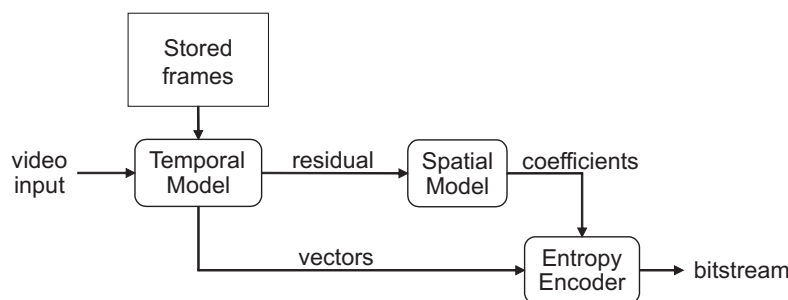 Stored
frames
video
input
Temporal
Model
residual
Spatial
Model
coefficients
vectors
Entropy
Encoder
bitstream